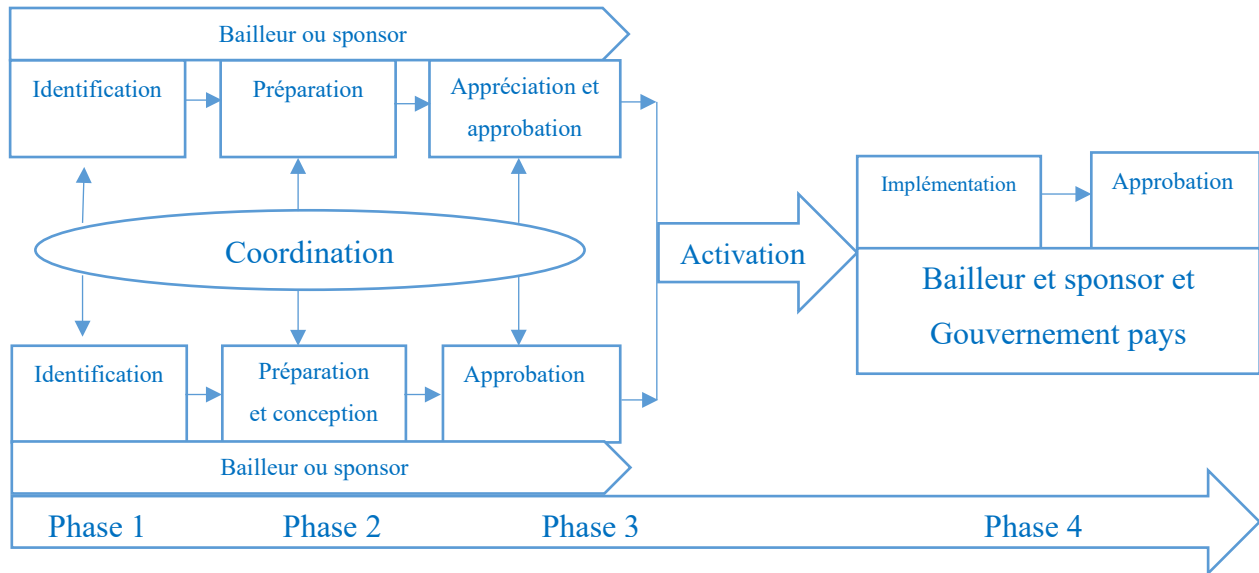 Bailleur ou sponsor
Identification
Préparation
Appréciation et
approbation
Implémentation
Approbation
Coordination
Activation
Bailleur et sponsor et
Gouvernement pays
Identification
Préparation
et conception
Approbation
Bailleur ou sponsor
Phase 1
Phase 2
Phase 3
Phase 4